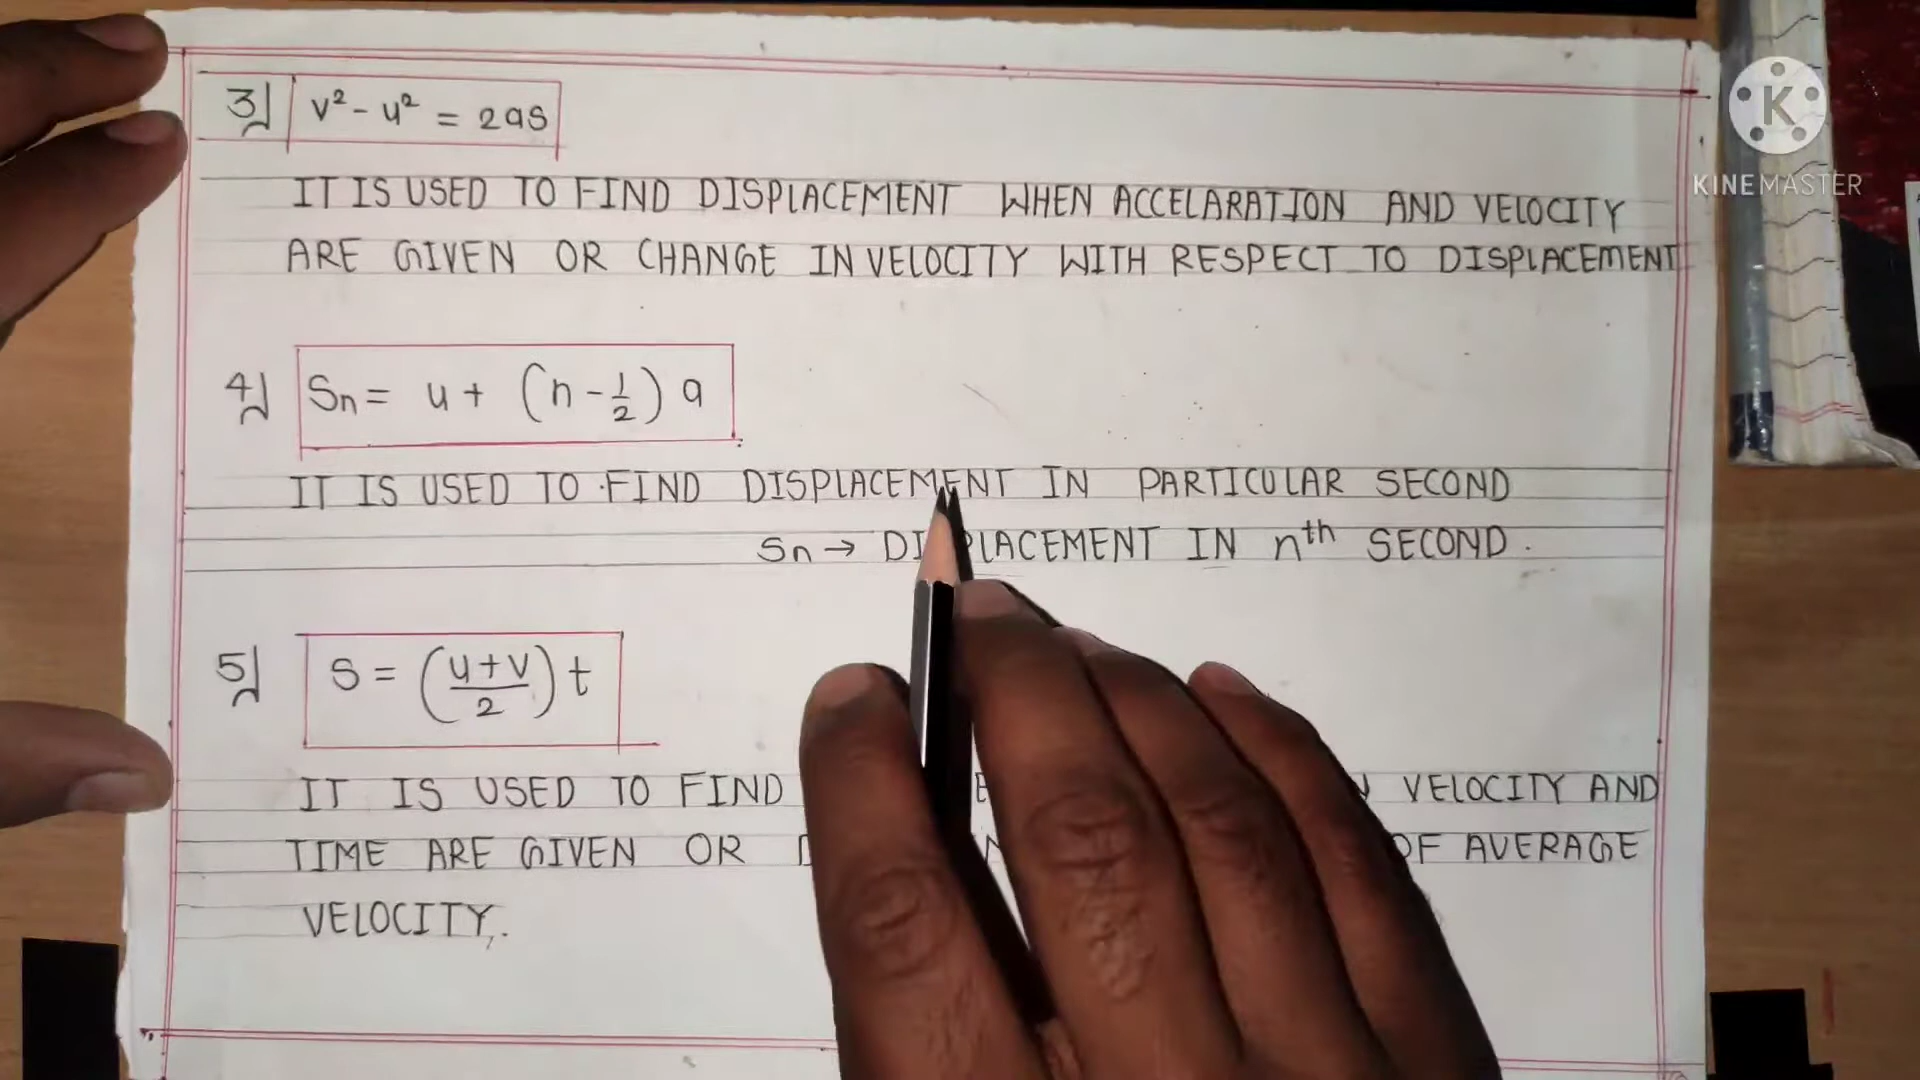 3) v² - u² = 2as
IT IS USED TO FIND DISPLACEMENT WHEN ACCELARATION AND VELOCITY
ARE GIVEN OR CHANGE IN VELOCITY WITH RESPECT TO DISPLACEMENT
4) Sn = u + (n - 1/2) a
IT IS USED TO FIND DISPLACEMENT IN PARTICULAR SECOND
Sn → DISPLACEMENT IN nth SECOND.
5) S = (u+v/2) t
IT IS USED TO FIND VELOCITY AND
TIME ARE GIVEN OR OF AVERAGE
VELOCITY.
K
KINEMASTER